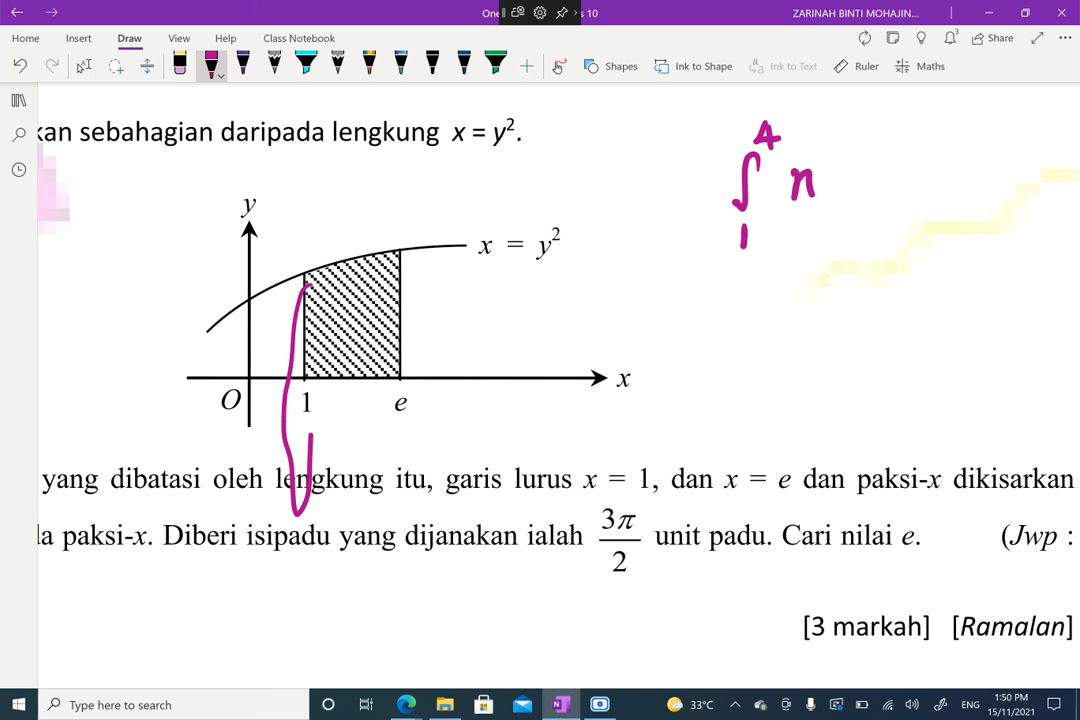 One
s 10
ZARINAH BINTI MOHAJIN...
Home Insert Draw View Help Class Notebook
Share
Shapes Ink to Shape Ink to Text Ruler Maths
kan sebahagian daripada lengkung x = y².
4
∫ n
1
y
x = y²
O 1 e x
yang dibatasi oleh lengkung itu, garis lurus x = 1, dan x = e dan paksi-x dikisarkan
la paksi-x. Diberi isipadu yang dijanakan ialah 3π/2 unit padu. Cari nilai e. (Jwp :
[3 markah] [Ramalan]
Type here to search
33°C
ENG
1:50 PM
15/11/2021